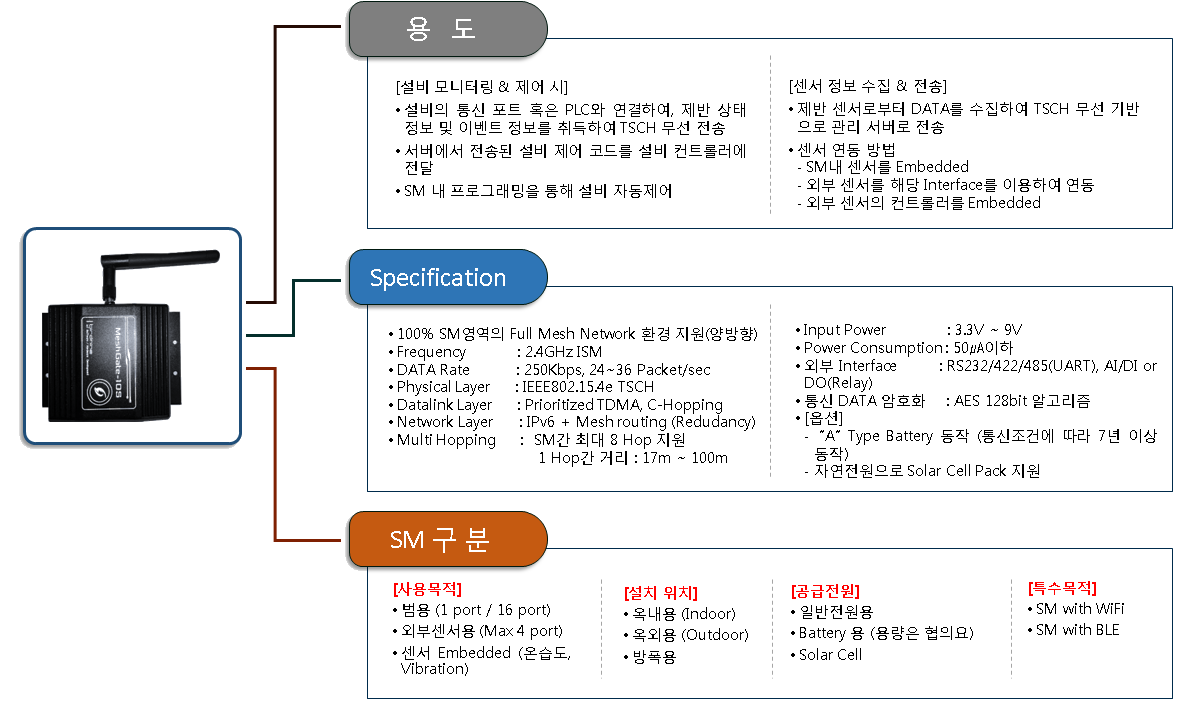 용 도
[설비 모니터링 & 제어 시]
• 설비의 통신 포트 혹은 PLC와 연결하여, 제반 상태
정보 및 이벤트 정보를 취득하여 TSCH 무선 전송
• 서버에서 전송된 설비 제어 코드를 설비 컨트롤러에
전달
• SM 내 프로그래밍을 통해 설비 자동제어
[센서 정보 수집 & 전송]
• 제반 센서로부터 DATA를 수집하여 TSCH 무선 기반
으로 관리 서버로 전송
• 센서 연동 방법
- SM내 센서를 Embedded
- 외부 센서를 해당 Interface를 이용하여 연동
- 외부 센서의 컨트롤러를 Embedded
MeshGate-IDS
Specification
• 100% SM영역의 Full Mesh Network 환경 지원(양방향)
• Frequency : 2.4GHz ISM
• DATA Rate : 250Kbps, 24~36 Packet/sec
• Physical Layer : IEEE802.15.4e TSCH
• Datalink Layer : Prioritized TDMA, C-Hopping
• Network Layer : IPv6 + Mesh routing (Redudancy)
• Multi Hopping : SM간 최대 8 Hop 지원
1 Hop간 거리 : 17m ~ 100m
• Input Power : 3.3V ~ 9V
• Power Consumption : 50μA이하
• 외부 Interface : RS232/422/485(UART), AI/DI or
DO(Relay)
• 통신 DATA 암호화 : AES 128bit 알고리즘
• [옵션]
- “A” Type Battery 동작 (통신조건에 따라 7년 이상
동작)
- 자연전원으로 Solar Cell Pack 지원
SM 구 분
[사용목적]
• 범용 (1 port / 16 port)
• 외부센서용 (Max 4 port)
• 센서 Embedded (온습도,
Vibration)
[설치 위치]
• 옥내용 (Indoor)
• 옥외용 (Outdoor)
• 방폭용
[공급전원]
• 일반전원용
• Battery 용 (용량은 협의요)
• Solar Cell
[특수목적]
• SM with WiFi
• SM with BLE